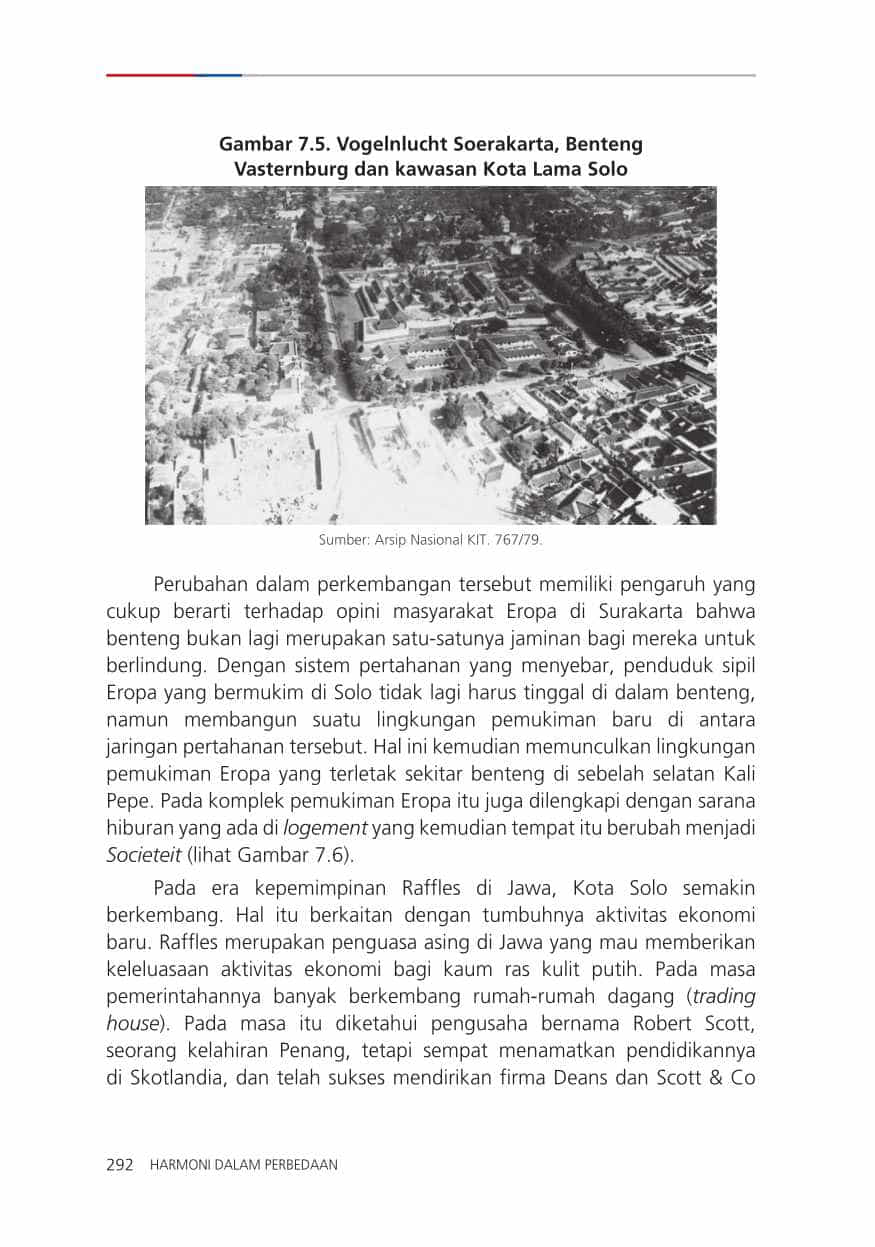 Gambar 7.5. Vogelnlucht Soerakarta, Benteng
Vasternburg dan kawasan Kota Lama Solo
Sumber: Arsip Nasional KIT. 767/79.
Perubahan dalam perkembangan tersebut memiliki pengaruh yang
cukup berarti terhadap opini masyarakat Eropa di Surakarta bahwa
benteng bukan lagi merupakan satu-satunya jaminan bagi mereka untuk
berlindung. Dengan sistem pertahanan yang menyebar, penduduk sipil
Eropa yang bermukim di Solo tidak lagi harus tinggal di dalam benteng,
namun membangun suatu lingkungan pemukiman baru di antara
jaringan pertahanan tersebut. Hal ini kemudian memunculkan lingkungan
pemukiman Eropa yang terletak sekitar benteng di sebelah selatan Kali
Pepe. Pada komplek pemukiman Eropa itu juga dilengkapi dengan sarana
hiburan yang ada di logement yang kemudian tempat itu berubah menjadi
Societeit (lihat Gambar 7.6).
Pada era kepemimpinan Raffles di Jawa, Kota Solo semakin
berkembang. Hal itu berkaitan dengan tumbuhnya aktivitas ekonomi
baru. Raffles merupakan penguasa asing di Jawa yang mau memberikan
keleluasaan aktivitas ekonomi bagi kaum ras kulit putih. Pada masa
pemerintahannya banyak berkembang rumah-rumah dagang (trading
house). Pada masa itu diketahui pengusaha bernama Robert Scott,
seorang kelahiran Penang, tetapi sempat menamatkan pendidikannya
di Skotlandia, dan telah sukses mendirikan firma Deans dan Scott & Co
292 HARMONI DALAM PERBEDAAN